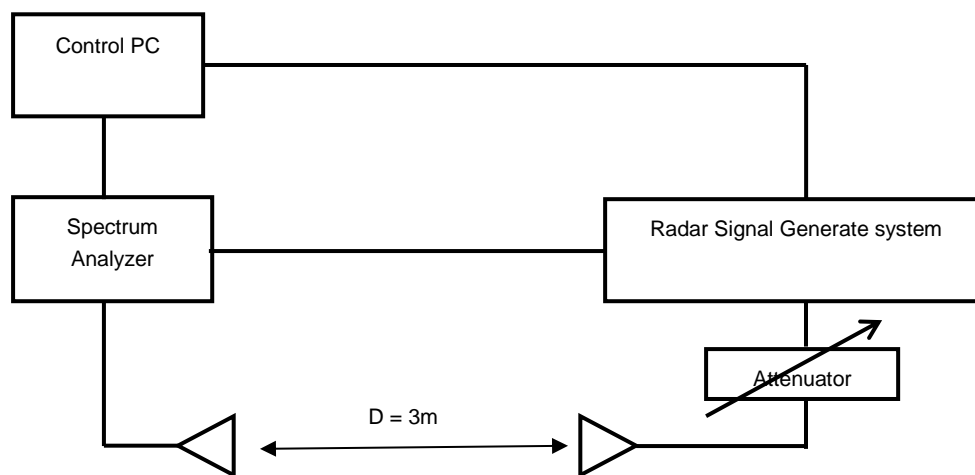 Control PC
Spectrum
Analyzer
Radar Signal Generate system
Attenuator
D = 3m